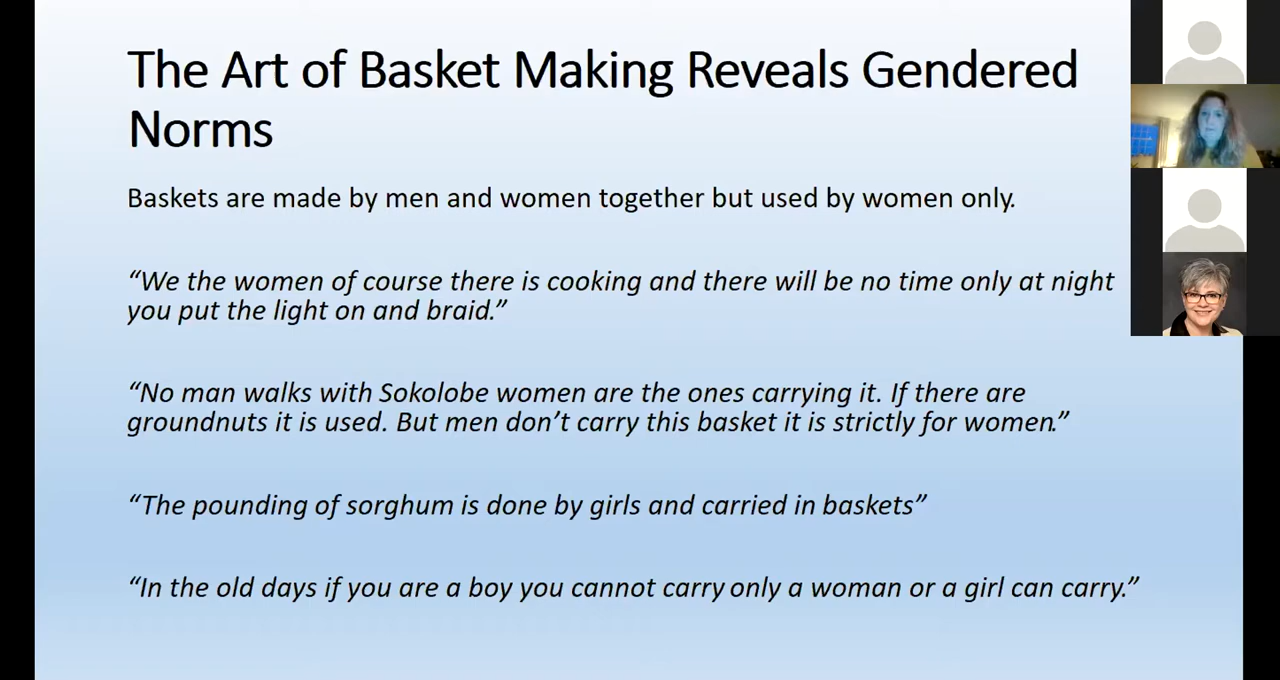 The Art of Basket Making Reveals Gendered
Norms
Baskets are made by men and women together but used by women only.
“We the women of course there is cooking and there will be no time only at night
you put the light on and braid.”
“No man walks with Sokolobe women are the ones carrying it. If there are
groundnuts it is used. But men don’t carry this basket it is strictly for women.”
“The pounding of sorghum is done by girls and carried in baskets”
“In the old days if you are a boy you cannot carry only a woman or a girl can carry.”